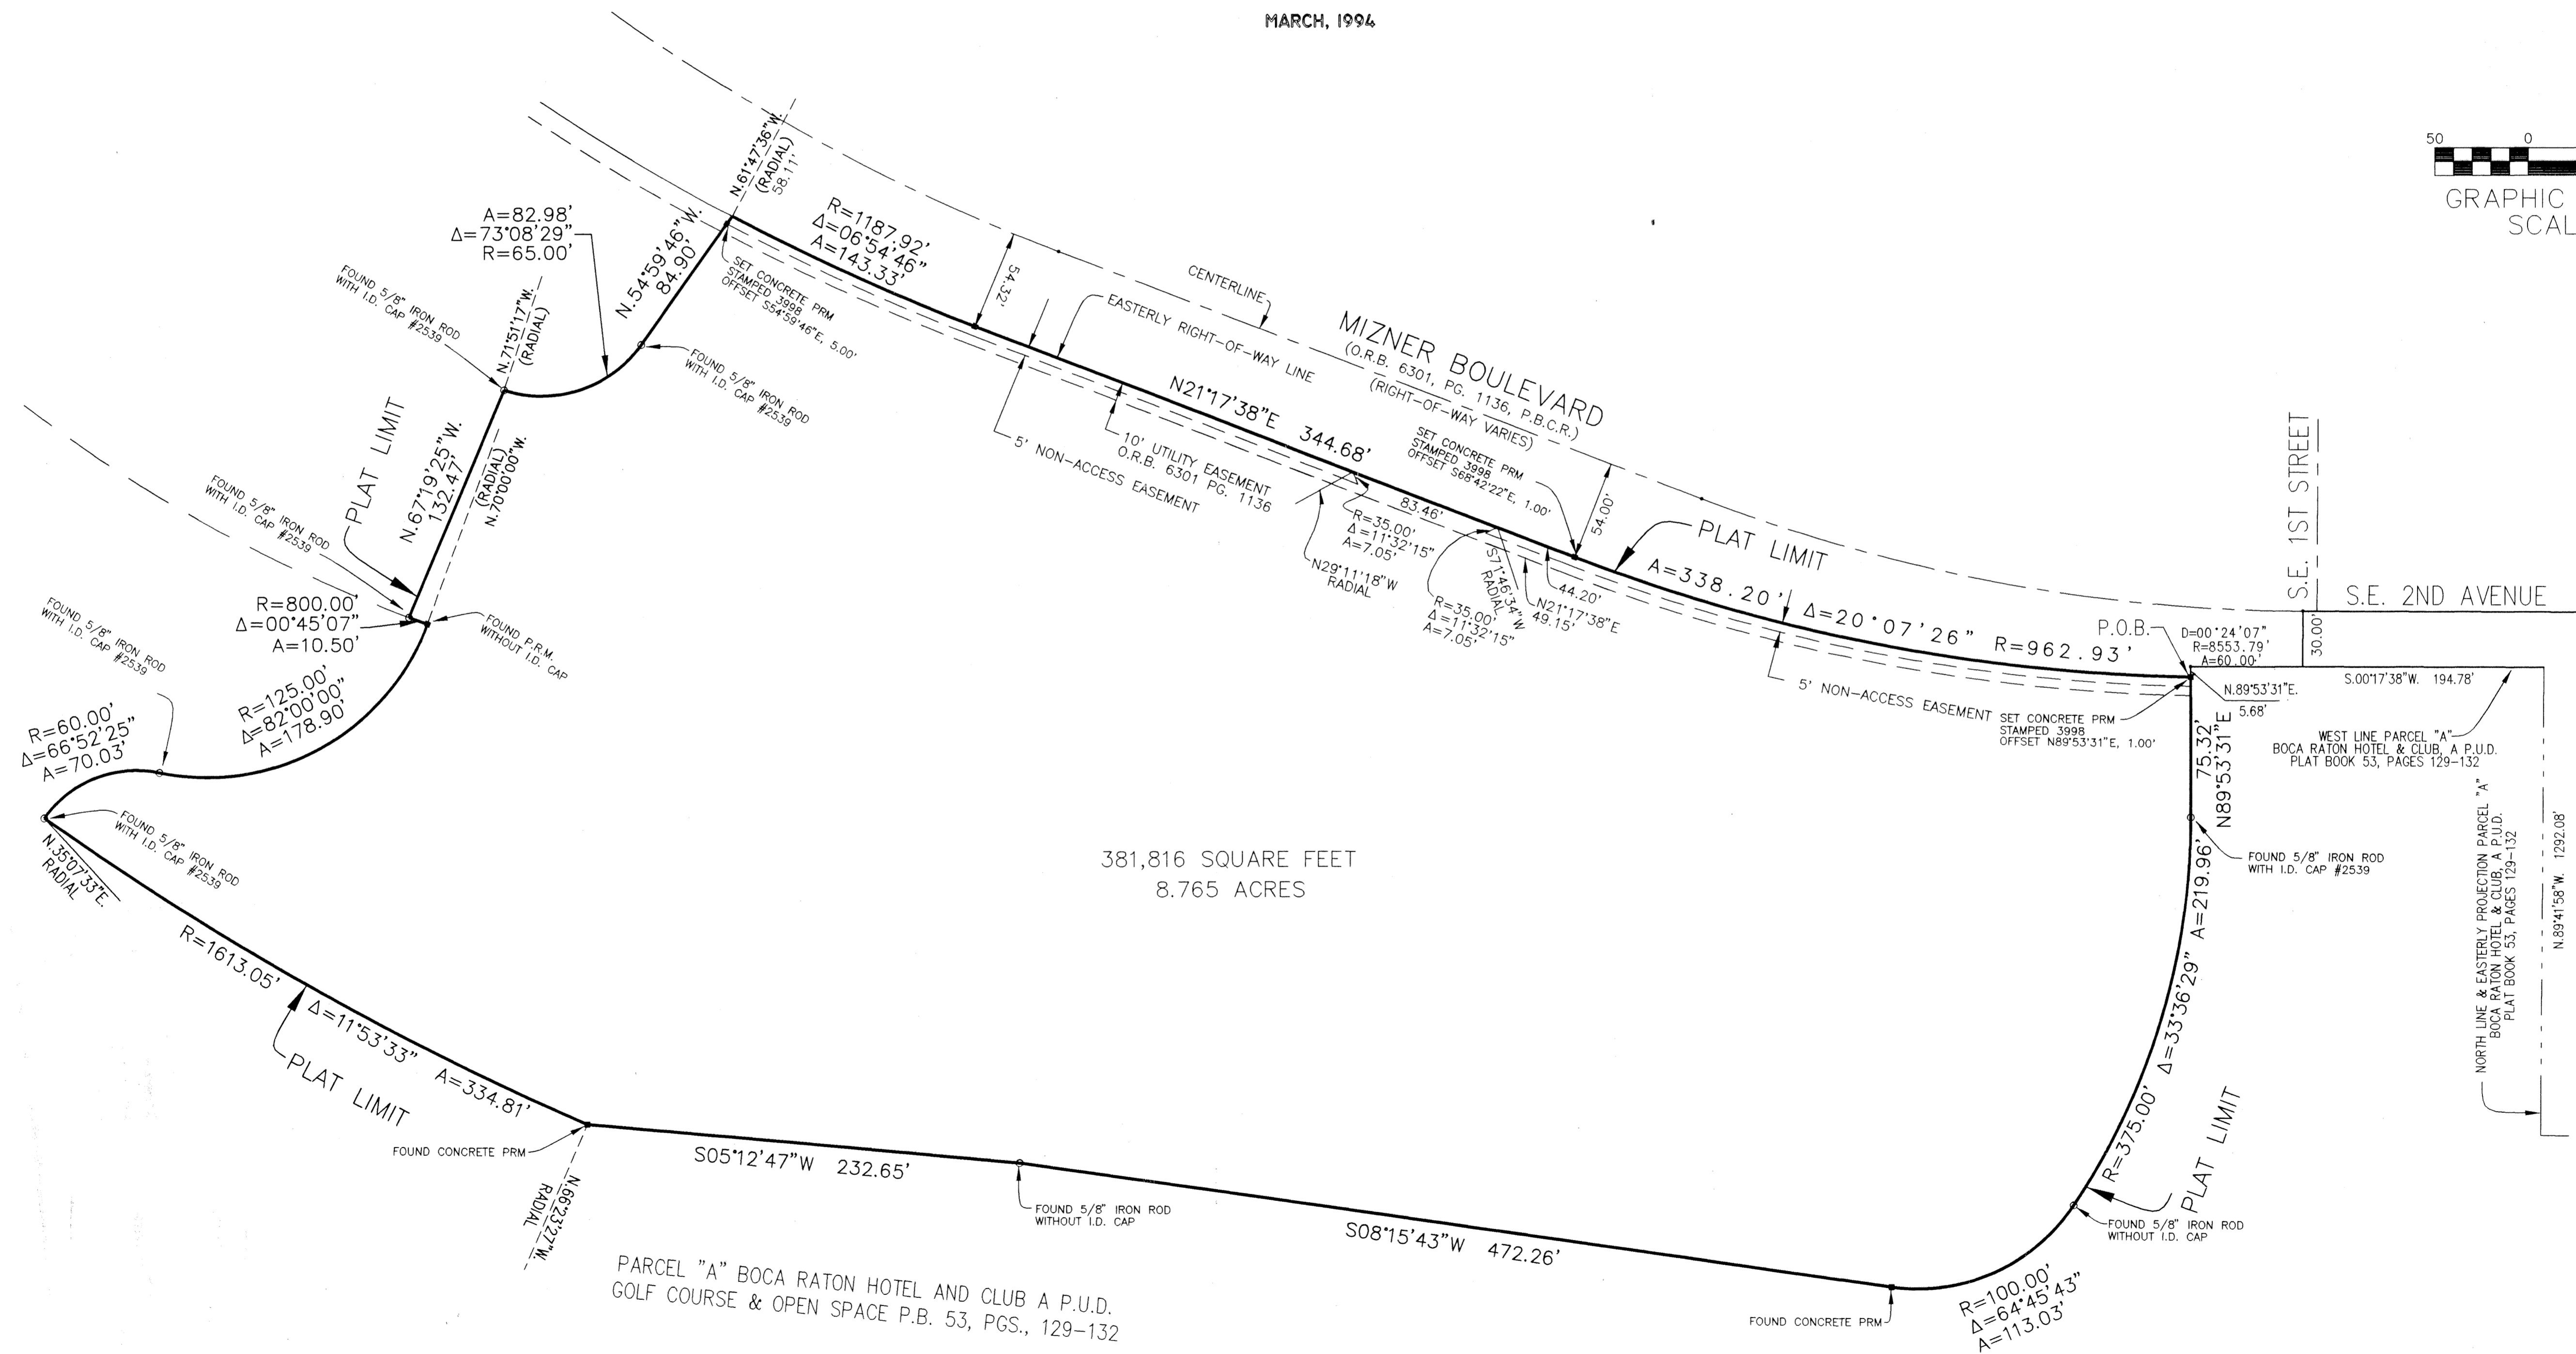 MARCH, 1994
50 0
GRAPHIC
SCAL
N.61°47'36"W.
(RADIAL)
58.11'
A=82.98'
Δ=73°08'29"
R=65.00'
N.54°59'46"W.
84.90'
R=1187.92'
Δ=06°54'46"
A=143.33'
SET CONCRETE PRM
STAMPED 3998
OFFSET S54°59'46"E, 5.00'
54.32'
CENTERLINE
EASTERLY RIGHT-OF-WAY LINE
MIZNER BOULEVARD
(O.R.B. 6301, PG. 1136, P.B.C.R.)
(RIGHT-OF-WAY VARIES)
FOUND 5/8" IRON ROD
WITH I.D. CAP #2539
N.71°51'17"W.
(RADIAL)
FOUND 5/8" IRON ROD
WITH I.D. CAP #2539
N21°17'38"E 344.68'
10' UTILITY EASEMENT
O.R.B. 6301 PG. 1136
5' NON-ACCESS EASEMENT
SET CONCRETE PRM
STAMPED 3998
OFFSET S68°42'22"E, 1.00'
54.00'
83.46'
R=35.00'
Δ=11°32'15"
A=7.05'
N29°11'18"W
RADIAL
S71°46'34"W
RADIAL
R=35.00'
Δ=11°32'15"
A=7.05'
44.20'
N21°17'38"E
49.15'
PLAT LIMIT
A=338.20' Δ=20°07'26" R=962.93'
5' NON-ACCESS EASEMENT
S.E. 1ST STREET
S.E. 2ND AVENUE
30.00'
P.O.B.
D=00°24'07"
R=8553.79'
A=60.00'
S.00°17'38"W. 194.78'
N.89°53'31"E.
5.68'
SET CONCRETE PRM
STAMPED 3998
OFFSET N89°53'31"E, 1.00'
75.32'
N89°53'31"E
WEST LINE PARCEL "A"
BOCA RATON HOTEL & CLUB, A P.U.D.
PLAT BOOK 53, PAGES 129-132
NORTH LINE & EASTERLY PROJECTION PARCEL "A"
BOCA RATON HOTEL & CLUB, A P.U.D.
PLAT BOOK 53, PAGES 129-132
N.89°41'58"W. 1292.08'
FOUND 5/8" IRON ROD
WITH I.D. CAP #2539
PLAT LIMIT
N.67°19'25"W.
132.47'
(RADIAL)
N.70°00'00"W.
FOUND 5/8" IRON ROD
WITH I.D. CAP #2539
R=800.00'
Δ=00°45'07"
A=10.50'
FOUND P.R.M.
WITHOUT I.D. CAP
FOUND 5/8" IRON ROD
WITH I.D. CAP #2539
R=125.00'
Δ=82°00'00"
A=178.90'
R=60.00'
Δ=66°52'25"
A=70.03'
FOUND 5/8" IRON ROD
WITH I.D. CAP #2539
N.35°07'33"E.
RADIAL
381,816 SQUARE FEET
8.765 ACRES
R=1613.05' Δ=11°53'33" A=334.81'
PLAT LIMIT
FOUND CONCRETE PRM
N.66°23'27"W.
RADIAL
S05°12'47"W 232.65'
FOUND 5/8" IRON ROD
WITHOUT I.D. CAP
S08°15'43"W 472.26'
R=375.00' Δ=33°36'29" A=219.96'
PLAT LIMIT
FOUND 5/8" IRON ROD
WITHOUT I.D. CAP
FOUND CONCRETE PRM
R=100.00'
Δ=64°45'43"
A=113.03'
PARCEL "A" BOCA RATON HOTEL AND CLUB A P.U.D.
GOLF COURSE & OPEN SPACE P.B. 53, PGS., 129-132